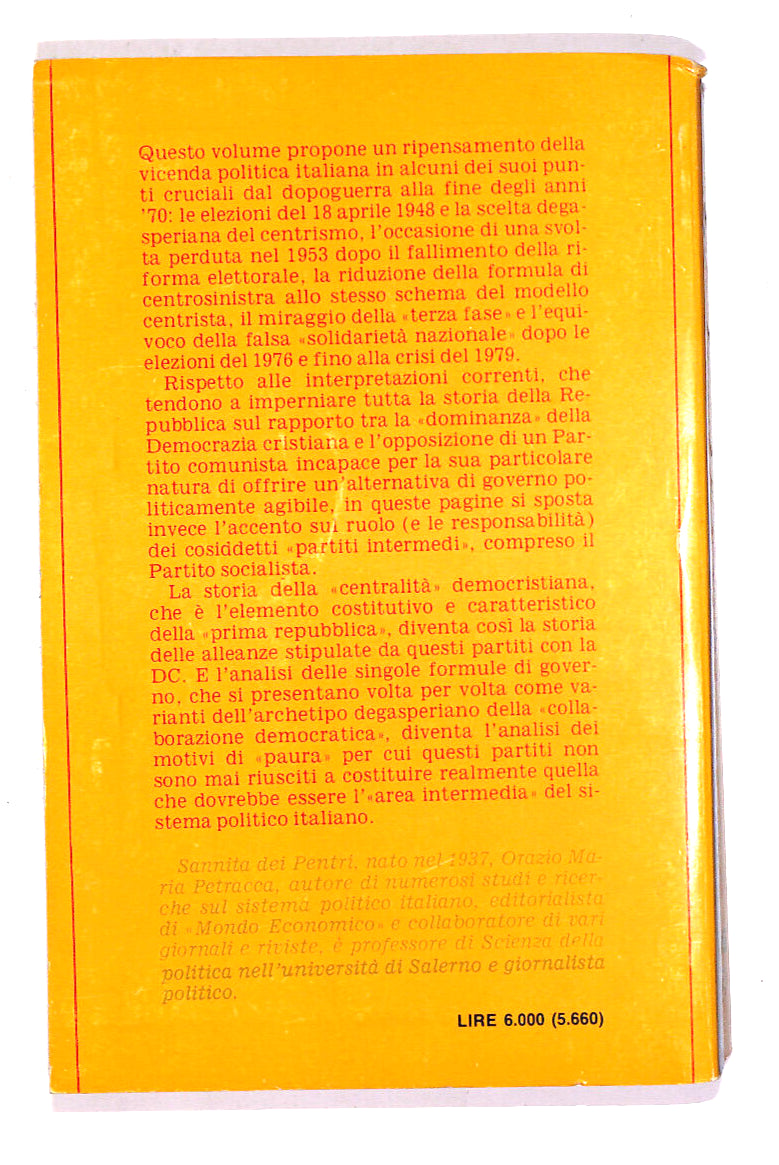 Questo volume propone un ripensamento della
vicenda politica italiana in alcuni dei suoi pun-
ti cruciali dal dopoguerra alla fine degli anni
'70: le elezioni del 18 aprile 1948 e la scelta dega-
speriana del centrismo, l'occasione di una svol-
ta perduta nel 1953 dopo il fallimento della ri-
forma elettorale, la riduzione della formula di
centrosinistra allo stesso schema del modello
centrista, il miraggio della «terza fase» e l'equi-
voco della falsa «solidarietà nazionale» dopo le
elezioni del 1976 e fino alla crisi del 1979.
Rispetto alle interpretazioni correnti, che
tendono a imperniare tutta la storia della Re-
pubblica sul rapporto tra la «dominanza» della
Democrazia cristiana e l'opposizione di un Par-
tito comunista incapace per la sua particolare
natura di offrire un'alternativa di governo po-
liticamente agibile, in queste pagine si sposta
invece l'accento sul ruolo (e le responsabilità)
dei cosiddetti «partiti intermedi», compreso il
Partito socialista.
La storia della «centralità» democristiana,
che è l'elemento costitutivo e caratteristico
della «prima repubblica», diventa così la storia
delle alleanze stipulate da questi partiti con la
DC. E l'analisi delle singole formule di gover-
no, che si presentano volta per volta come va-
rianti dell'archetipo degasperiano della «colla-
borazione democratica», diventa l'analisi dei
motivi di «paura» per cui questi partiti non
sono mai riusciti a costituire realmente quella
che dovrebbe essere l'«area intermedia» del si-
stema politico italiano.
Sannita dei Pentri, nato nel 1937, Orazio Ma-
ria Petracca, autore di numerosi studi e ricer-
che sul sistema politico italiano, editorialista
di «Mondo Economico» e collaboratore di vari
giornali e riviste, è professore di Scienza della
politica nell'università di Salerno e giornalista
politico.
LIRE 6.000 (5.660)